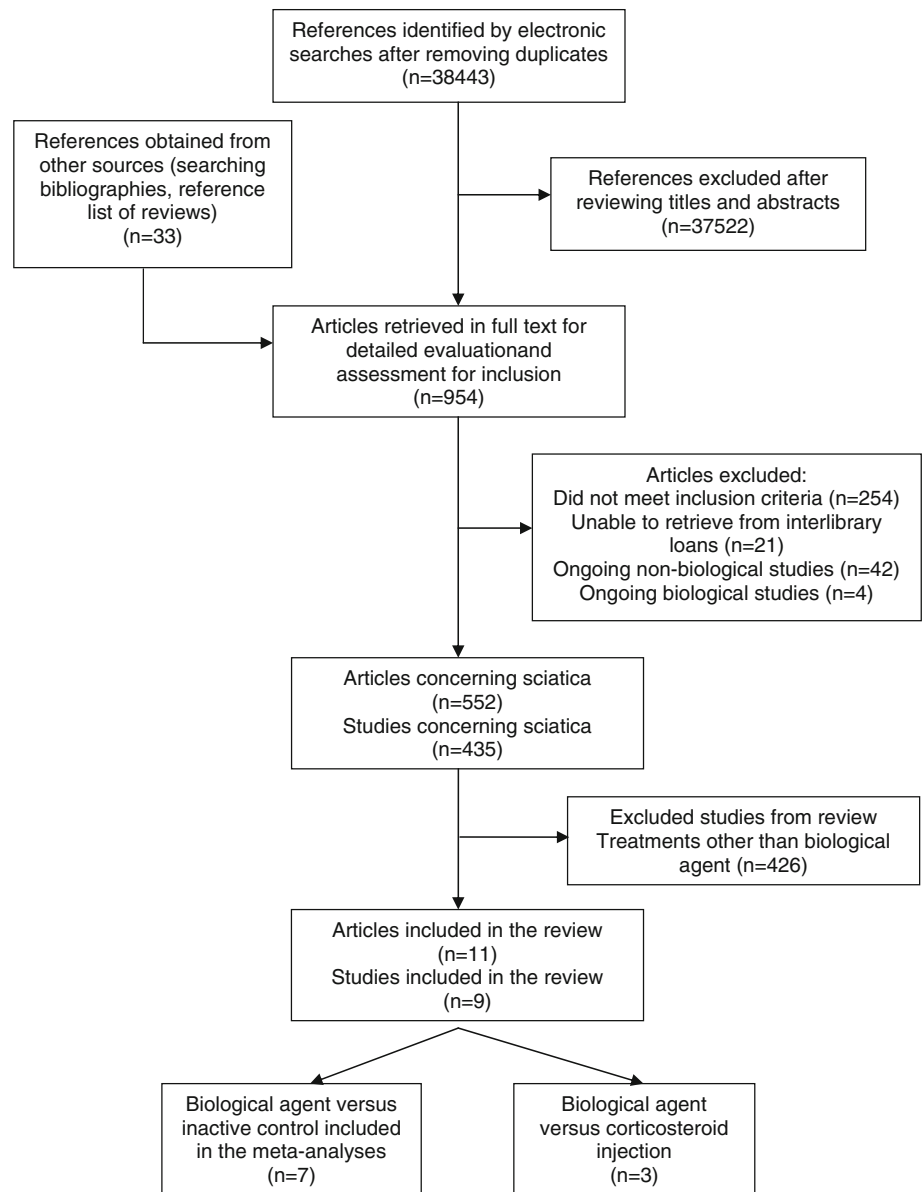 References identified by electronic
searches after removing duplicates
(n=38443)
References obtained from
other sources (searching
bibliographies, reference
list of reviews)
(n=33)
References excluded after
reviewing titles and abstracts
(n=37522)
Articles retrieved in full text for
detailed evaluationand
assessment for inclusion
(n=954)
Articles excluded:
Did not meet inclusion criteria (n=254)
Unable to retrieve from interlibrary
loans (n=21)
Ongoing non-biological studies (n=42)
Ongoing biological studies (n=4)
Articles concerning sciatica
(n=552)
Studies concerning sciatica
(n=435)
Excluded studies from review
Treatments other than biological
agent (n=426)
Articles included in the review
(n=11)
Studies included in the review
(n=9)
Biological agent versus
inactive control included
in the meta-analyses
(n=7)
Biological agent
versus corticosteroid
injection
(n=3)